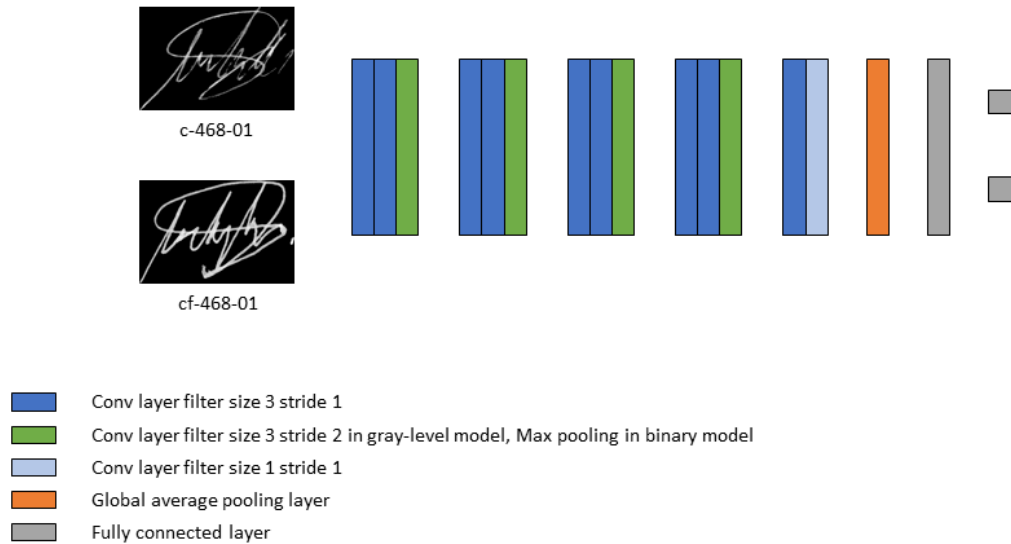 c-468-01
cf-468-01
Conv layer filter size 3 stride 1
Conv layer filter size 3 stride 2 in gray-level model, Max pooling in binary model
Conv layer filter size 1 stride 1
Global average pooling layer
Fully connected layer